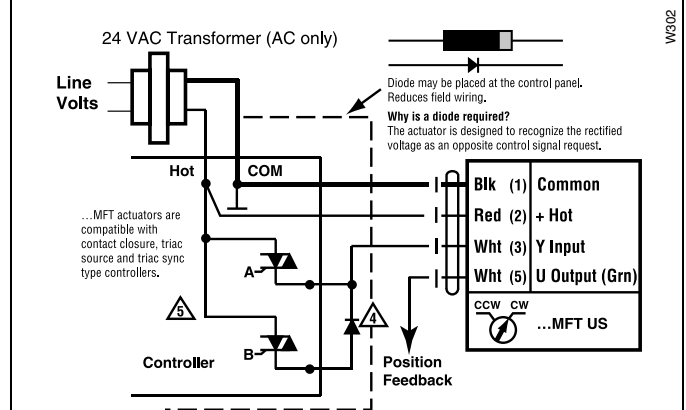 W302
24 VAC Transformer (AC only)
Line
Volts
Diode may be placed at the control panel.
Reduces field wiring.
Why is a diode required?
The actuator is designed to recognize the rectified
voltage as an opposite control signal request.
Hot
COM
Blk (1) Common
Red (2) + Hot
Wht (3) Y Input
Wht (5) U Output (Grn)
CCW CW
...MFT US
...MFT actuators are
compatible with
contact closure, triac
source and triac sync
type controllers.
A
5
4
B
Controller
Position
Feedback